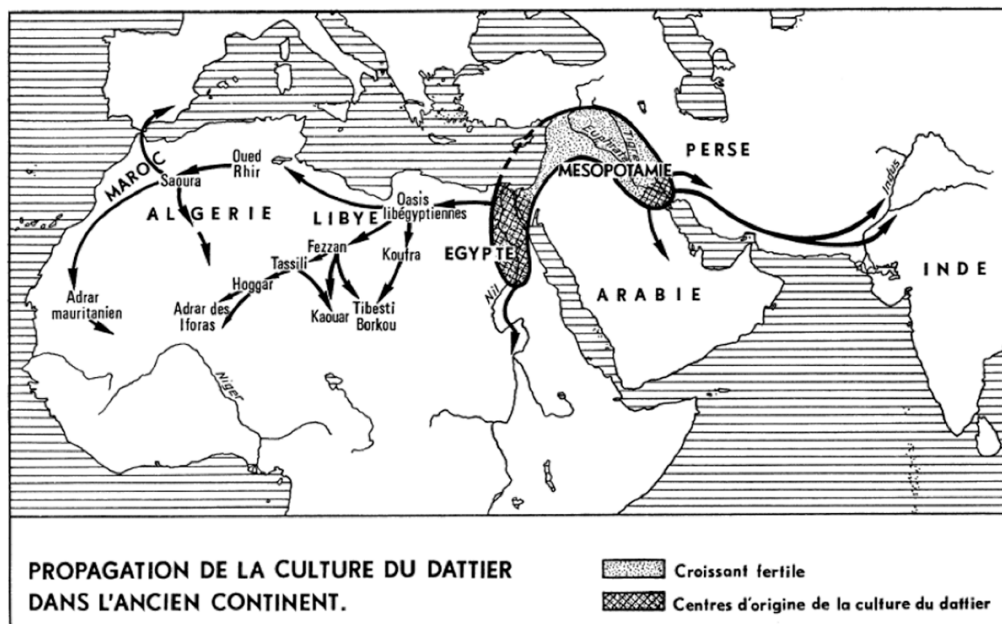 PERSE
Euphrate
Tigre
MÉSOPOTAMIE
Indus
INDE
Oued
Rhir
MAROC
Saoura
ALGERIE
LIBYE
Oasis
libégyptiennes
EGYPTE
Fezzan
Koufra
Tassili
Hoggar
ARABIE
Nil
Adrar
mauritanien
Adrar des
Iforas
Kaouar
Tibesti
Borkou
Niger
PROPAGATION DE LA CULTURE DU DATTIER
DANS L'ANCIEN CONTINENT.
Croissant fertile
Centres d'origine de la culture du dattier